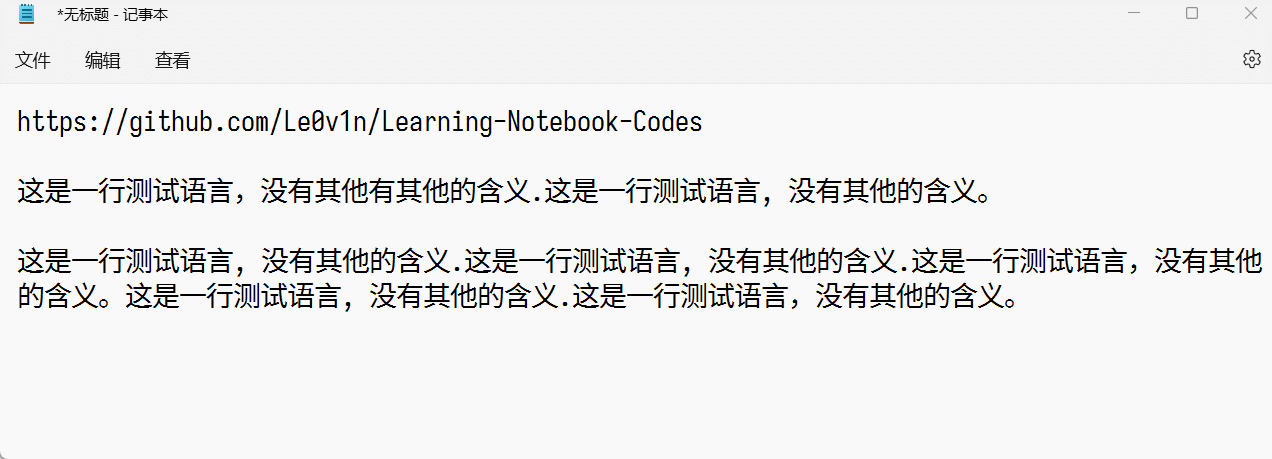 *无标题 - 记事本
文件 编辑 查看
https://github.com/Le0v1n/Learning-Notebook-Codes
这是一行测试语言，没有其他有其他的含义.这是一行测试语言, 没有其他的含义。
这是一行测试语言, 没有其他的含义.这是一行测试语言, 没有其他的含义.这是一行测试语言，没有其他
的含义。这是一行测试语言, 没有其他的含义.这是一行测试语言，没有其他的含义。